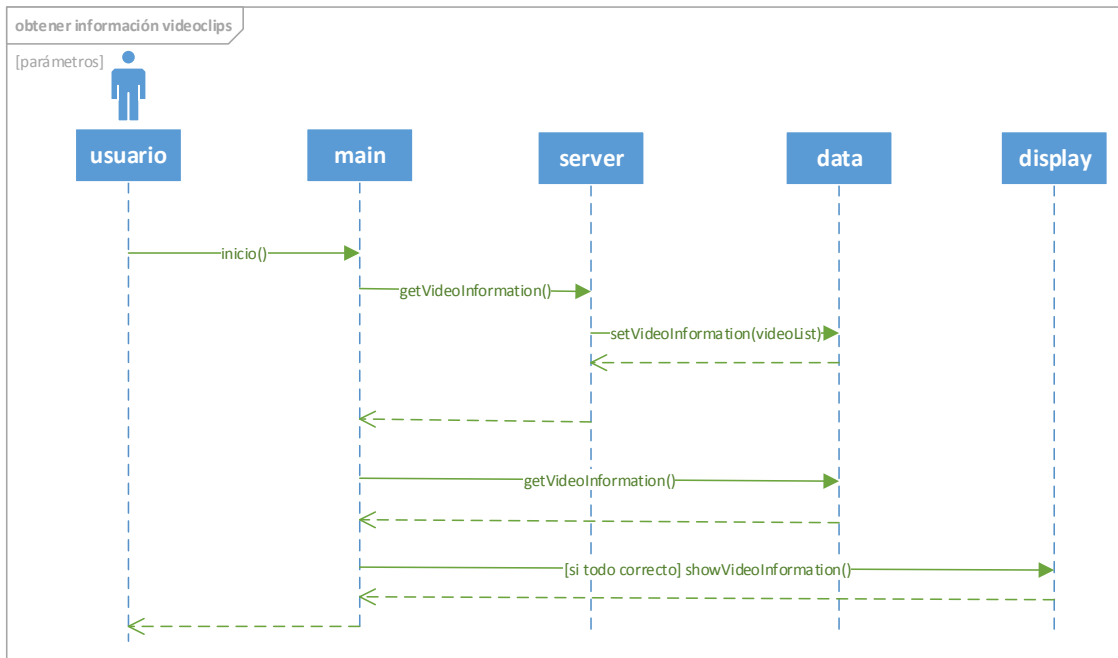 obtener información videoclips
[parámetros]
usuario
main
server
data
display
inicio()
getVideoInformation()
setVideoInformation(videoList)
getVideoInformation()
[si todo correcto] showVideoInformation()